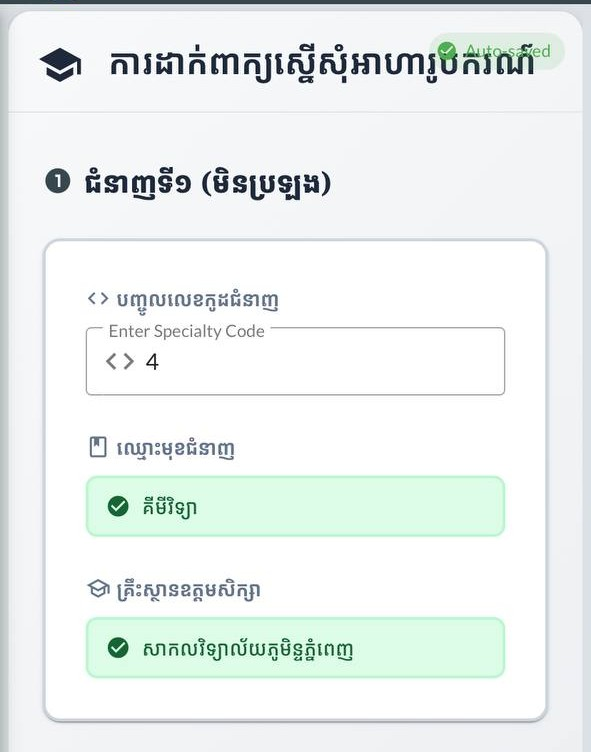 ការដាក់ពាក្យស្នើសុំអាហារូបករណ៍
Auto-saved
1 ជំនាញទី១ (មិនប្រឡង)
<> បញ្ចូលលេខកូដជំនាញ
Enter Specialty Code
<> 4
ឈ្មោះមុខជំនាញ
គីមីវិទ្យា
គ្រឹះស្ថានឧត្តមសិក្សា
សាកលវិទ្យាល័យភូមិន្ទភ្នំពេញ